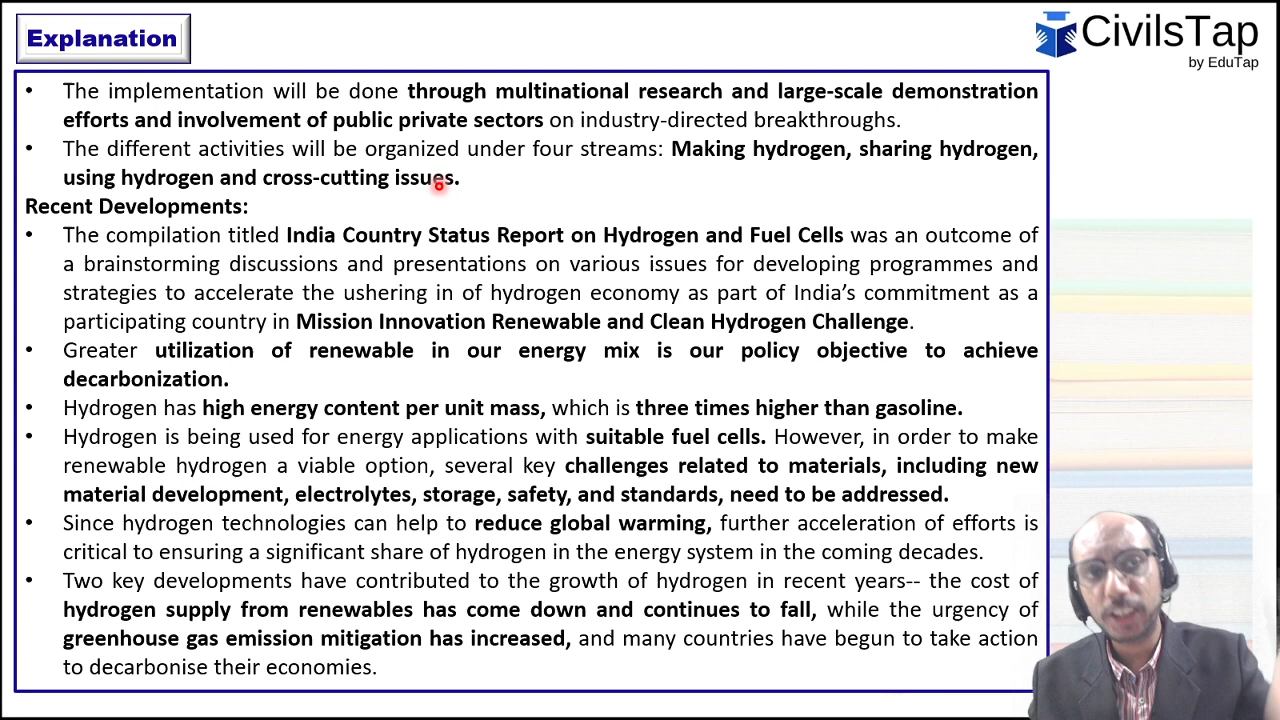 Explanation
CivilsTap
by EduTap
• The implementation will be done through multinational research and large-scale demonstration
efforts and involvement of public private sectors on industry-directed breakthroughs.
• The different activities will be organized under four streams: Making hydrogen, sharing hydrogen,
using hydrogen and cross-cutting issues.
Recent Developments:
• The compilation titled India Country Status Report on Hydrogen and Fuel Cells was an outcome of
a brainstorming discussions and presentations on various issues for developing programmes and
strategies to accelerate the ushering in of hydrogen economy as part of India’s commitment as a
participating country in Mission Innovation Renewable and Clean Hydrogen Challenge.
• Greater utilization of renewable in our energy mix is our policy objective to achieve
decarbonization.
• Hydrogen has high energy content per unit mass, which is three times higher than gasoline.
• Hydrogen is being used for energy applications with suitable fuel cells. However, in order to make
renewable hydrogen a viable option, several key challenges related to materials, including new
material development, electrolytes, storage, safety, and standards, need to be addressed.
• Since hydrogen technologies can help to reduce global warming, further acceleration of efforts is
critical to ensuring a significant share of hydrogen in the energy system in the coming decades.
• Two key developments have contributed to the growth of hydrogen in recent years-- the cost of
hydrogen supply from renewables has come down and continues to fall, while the urgency of
greenhouse gas emission mitigation has increased, and many countries have begun to take action
to decarbonise their economies.